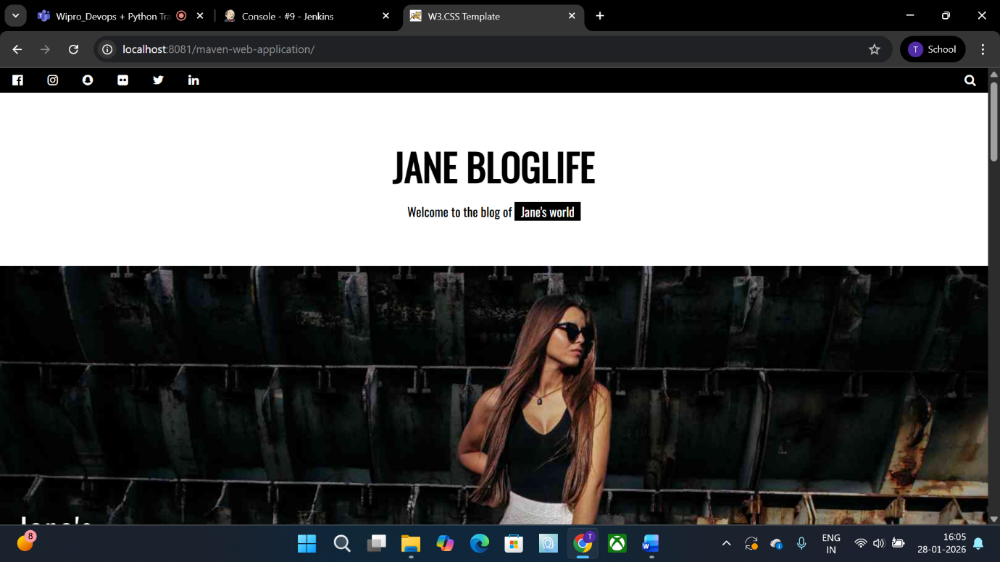 Wipro_Devops + Python Tra
Console - #9 - Jenkins
W3.CSS Template
localhost:8081/maven-web-application/
T School
JANE BLOGLIFE
Welcome to the blog of Jane's world
Jane's
8
T
W
ENG
IN
16:05
28-01-2026